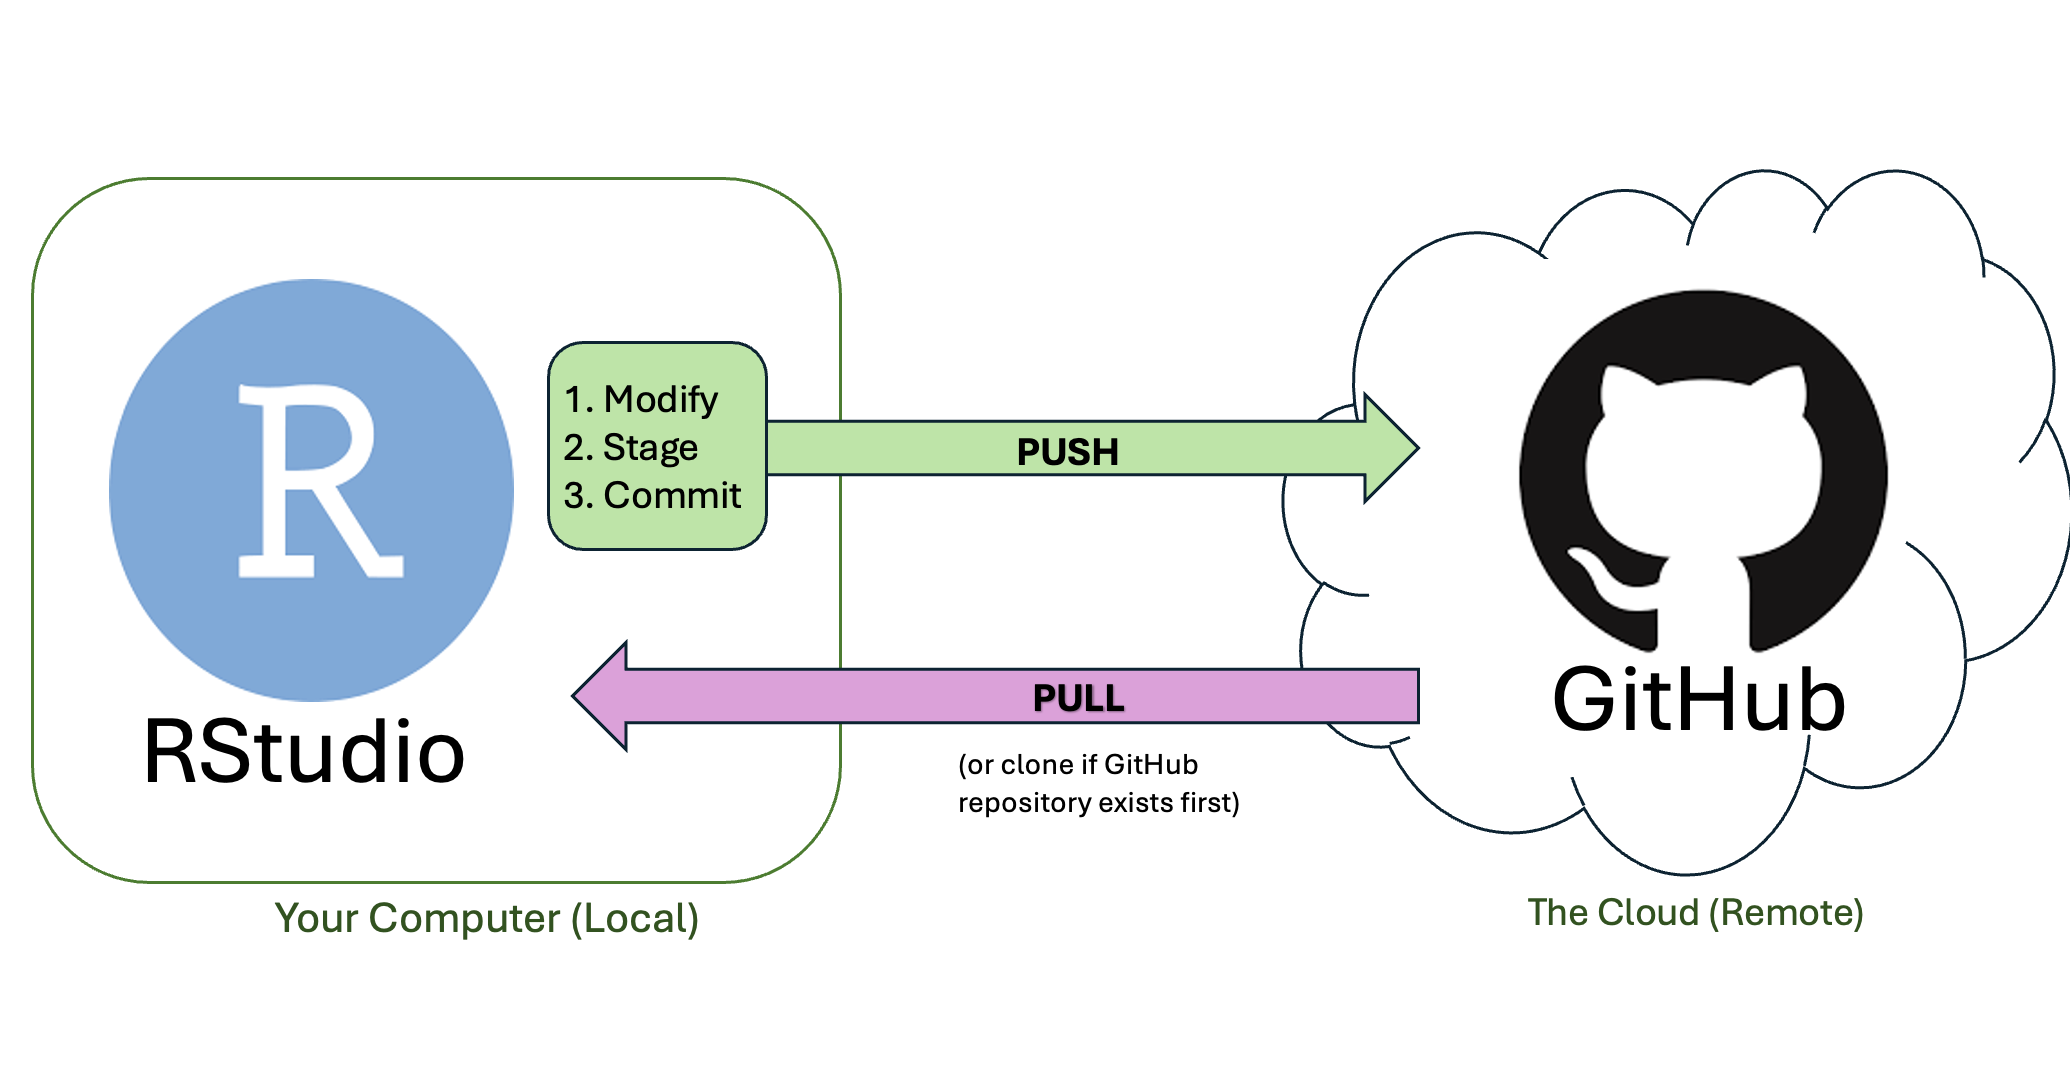 R
RStudio
1. Modify
2. Stage
3. Commit
PUSH
PULL
(or clone if GitHub
repository exists first)
GitHub
Your Computer (Local)
The Cloud (Remote)